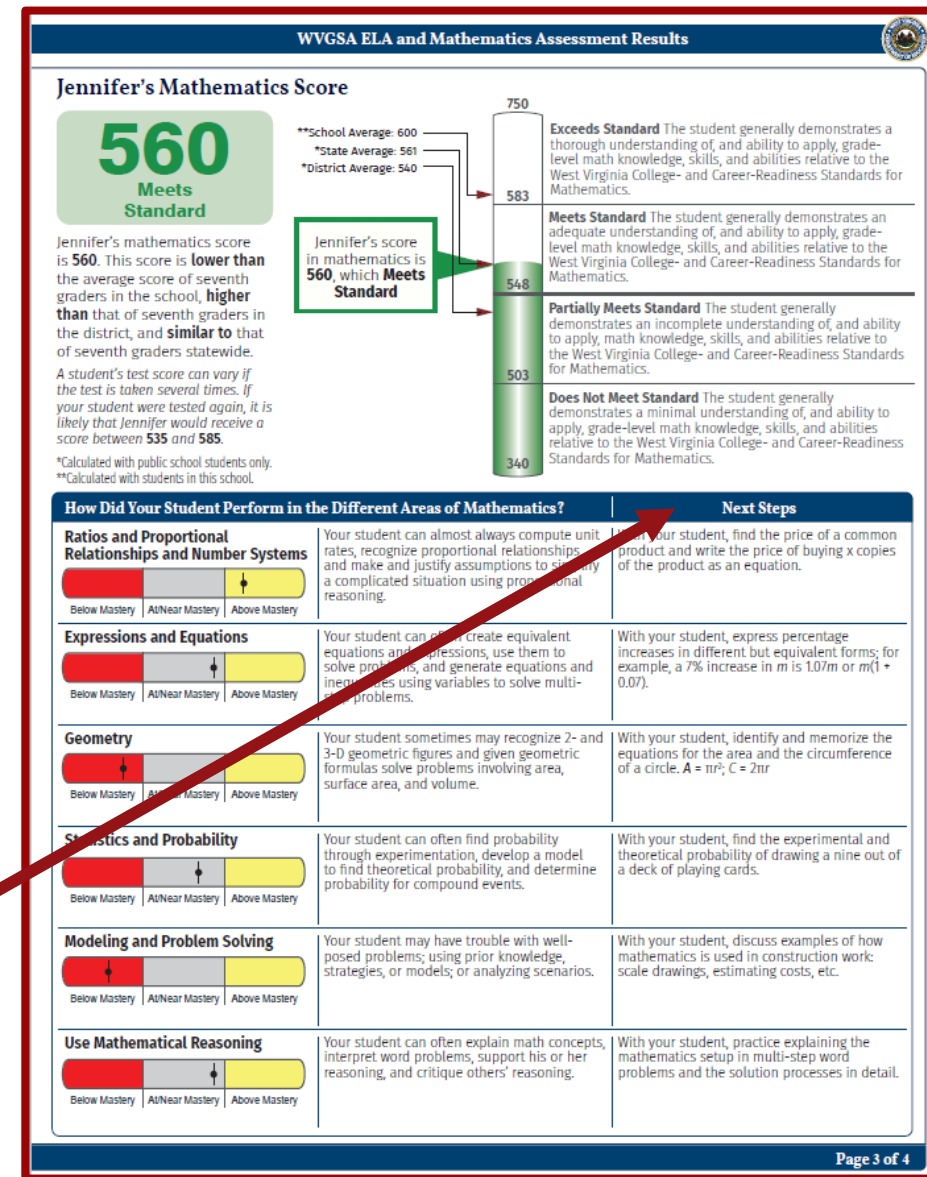 WVGSA ELA and Mathematics Assessment Results
Jennifer's Mathematics Score
560
Meets
Standard
Jennifer's mathematics score
is 560. This score is lower than
the average score of seventh
graders in the school, higher
than that of seventh graders in
the district, and similar to that
of seventh graders statewide.
A student's test score can vary if
the test is taken several times. If
your student were tested again, it is
likely that Jennifer would receive a
score between 535 and 585.
*Calculated with public school students only.
**Calculated with students in this school.
**School Average: 600
*State Average: 561
*District Average: 540
Jennifer's score
in mathematics is
560, which Meets
Standard
750
583
548
503
340
Exceeds Standard The student generally demonstrates a
thorough understanding of, and ability to apply, grade-
level math knowledge, skills, and abilities relative to the
West Virginia College- and Career-Readiness Standards for
Mathematics.
Meets Standard The student generally demonstrates an
adequate understanding of, and ability to apply, grade-
level math knowledge, skills, and abilities relative to the
West Virginia College- and Career-Readiness Standards for
Mathematics.
Partially Meets Standard The student generally
demonstrates an incomplete understanding of, and ability
to apply, math knowledge, skills, and abilities relative to
the West Virginia College- and Career-Readiness Standards
for Mathematics.
Does Not Meet Standard The student generally
demonstrates a minimal understanding of, and ability to
apply, grade-level math knowledge, skills, and abilities
relative to the West Virginia College- and Career-Readiness
Standards for Mathematics.
How Did Your Student Perform in the Different Areas of Mathematics?
Next Steps
Ratios and Proportional
Relationships and Number Systems
Below Mastery At/Near Mastery Above Mastery
Your student can almost always compute unit
rates, recognize proportional relationships
and make and justify assumptions to
a complicated situation using
reasoning.
your student, find the price of a common
product and write the price of buying x copies
of the product as an equation.
Expressions and Equations
Below Mastery At/Near Mastery Above Mastery
Your student can create equivalent
equations and expressions, use them to
solve problems, and generate equations and
using variables to solve multi-
problems.
With your student, express percentage
increases in different but equivalent forms; for
example, a 7% increase in m is 1.07m or m(1 +
0.07).
Geometry
Below Mastery Mastery Above Mastery
Your student sometimes may recognize 2- and
3-D geometric figures and given geometric
formulas solve problems involving area,
surface area, and volume.
With your student, identify and memorize the
equations for the area and the circumference
of a circle. A = πr²; C = 2πr
Statistics and Probability
Below Mastery At/Near Mastery Above Mastery
Your student can often find probability
through experimentation, develop a model
to find theoretical probability, and determine
probability for compound events.
With your student, find the experimental and
theoretical probability of drawing a nine out of
a deck of playing cards.
Modeling and Problem Solving
Below Mastery At/Near Mastery Above Mastery
Your student may have trouble with well-
posed problems; using prior knowledge,
strategies, or models; or analyzing scenarios.
With your student, discuss examples of how
mathematics is used in construction work:
scale drawings, estimating costs, etc.
Use Mathematical Reasoning
Below Mastery At/Near Mastery Above Mastery
Your student can often explain math concepts,
interpret word problems, support his or her
reasoning, and critique others' reasoning.
With your student, practice explaining the
mathematics setup in multi-step word
problems and the solution processes in detail.
Page 3 of 4